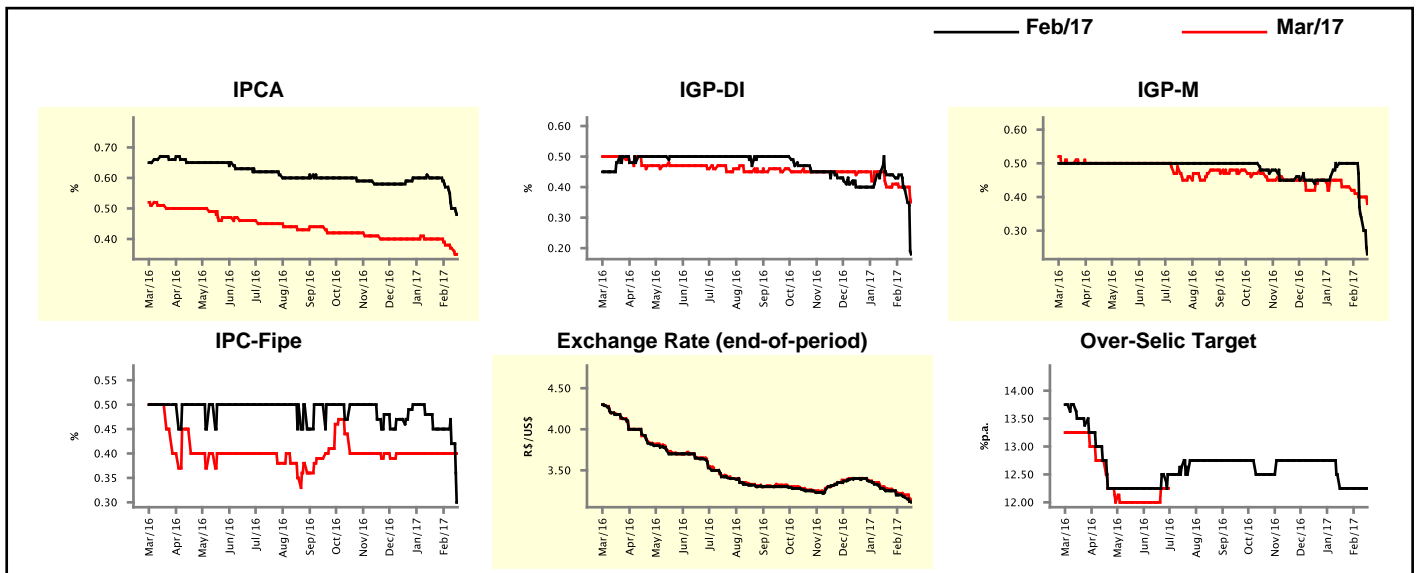 Feb/17 Mar/17
IPCA
%
0.70
0.60
0.50
0.40
Mar/16 Apr/16 May/16 Jun/16 Jul/16 Aug/16 Sep/16 Oct/16 Nov/16 Dec/16 Jan/17 Feb/17
IGP-DI
%
0.60
0.50
0.40
0.30
0.20
Mar/16 Apr/16 May/16 Jun/16 Jul/16 Aug/16 Sep/16 Oct/16 Nov/16 Dec/16 Jan/17 Feb/17
IGP-M
%
0.60
0.50
0.40
0.30
Mar/16 Apr/16 May/16 Jun/16 Jul/16 Aug/16 Sep/16 Oct/16 Nov/16 Dec/16 Jan/17 Feb/17
IPC-Fipe
%
0.55
0.50
0.45
0.40
0.35
0.30
Mar/16 Apr/16 May/16 Jun/16 Jul/16 Aug/16 Sep/16 Oct/16 Nov/16 Dec/16 Jan/17 Feb/17
Exchange Rate (end-of-period)
R$/US$
4.50
4.00
3.50
Mar/16 Apr/16 May/16 Jun/16 Jul/16 Aug/16 Sep/16 Oct/16 Nov/16 Dec/16 Jan/17 Feb/17
Over-Selic Target
%p.a.
14.00
13.50
13.00
12.50
12.00
Mar/16 Apr/16 May/16 Jun/16 Jul/16 Aug/16 Sep/16 Oct/16 Nov/16 Dec/16 Jan/17 Feb/17